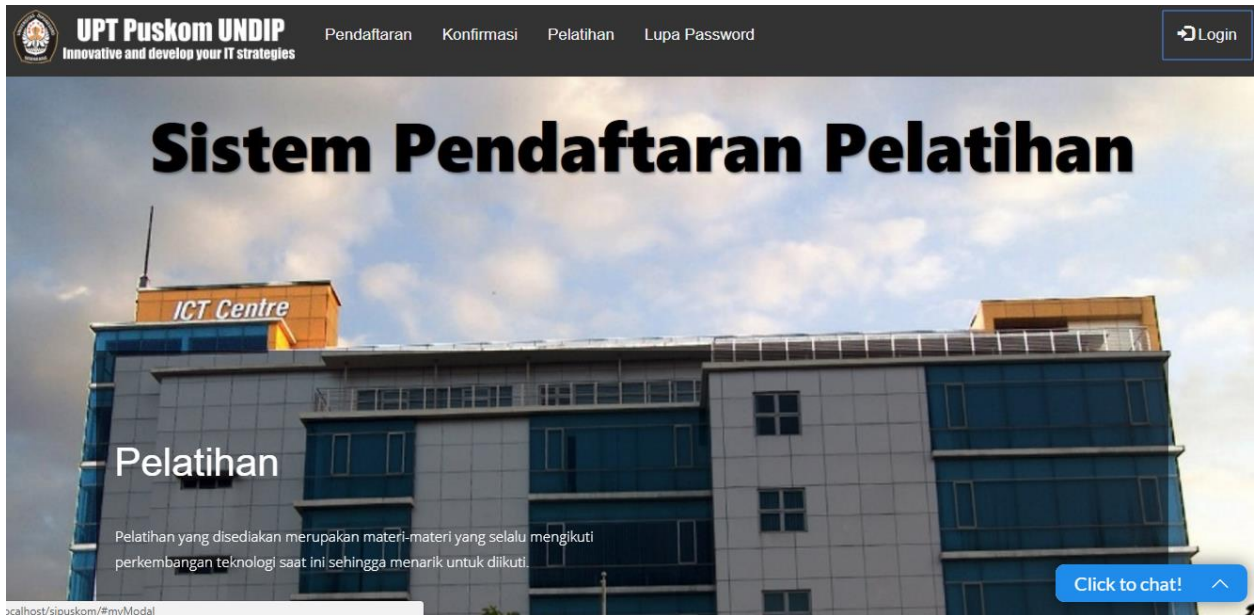 UPT Puskom UNDIP
Innovative and develop your IT strategies
Pendaftaran Konfirmasi Pelatihan Lupa Password
Login
Sistem Pendaftaran Pelatihan
ICT Centre
Pelatihan
Pelatihan yang disediakan merupakan materi-materi yang selalu mengikuti
perkembangan teknologi saat ini sehingga menarik untuk diikuti.
Click to chat!
ocalhost/sipuskom/#myModal